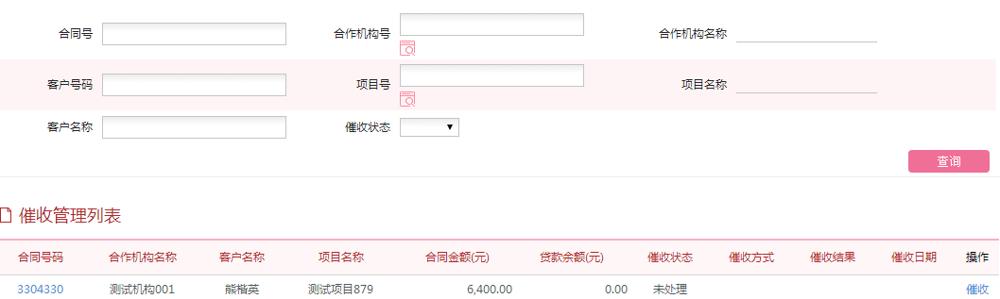 合同号 合作机构号 合作机构名称
客户号码 项目号 项目名称
客户名称 催收状态
查询
催收管理列表
合同号码 合作机构名称 客户名称 项目名称 合同金额(元) 贷款余额(元) 催收状态 催收方式 催收结果 催收日期 操作
3304330 测试机构001 熊楷英 测试项目879 6,400.00 0.00 未处理 催收